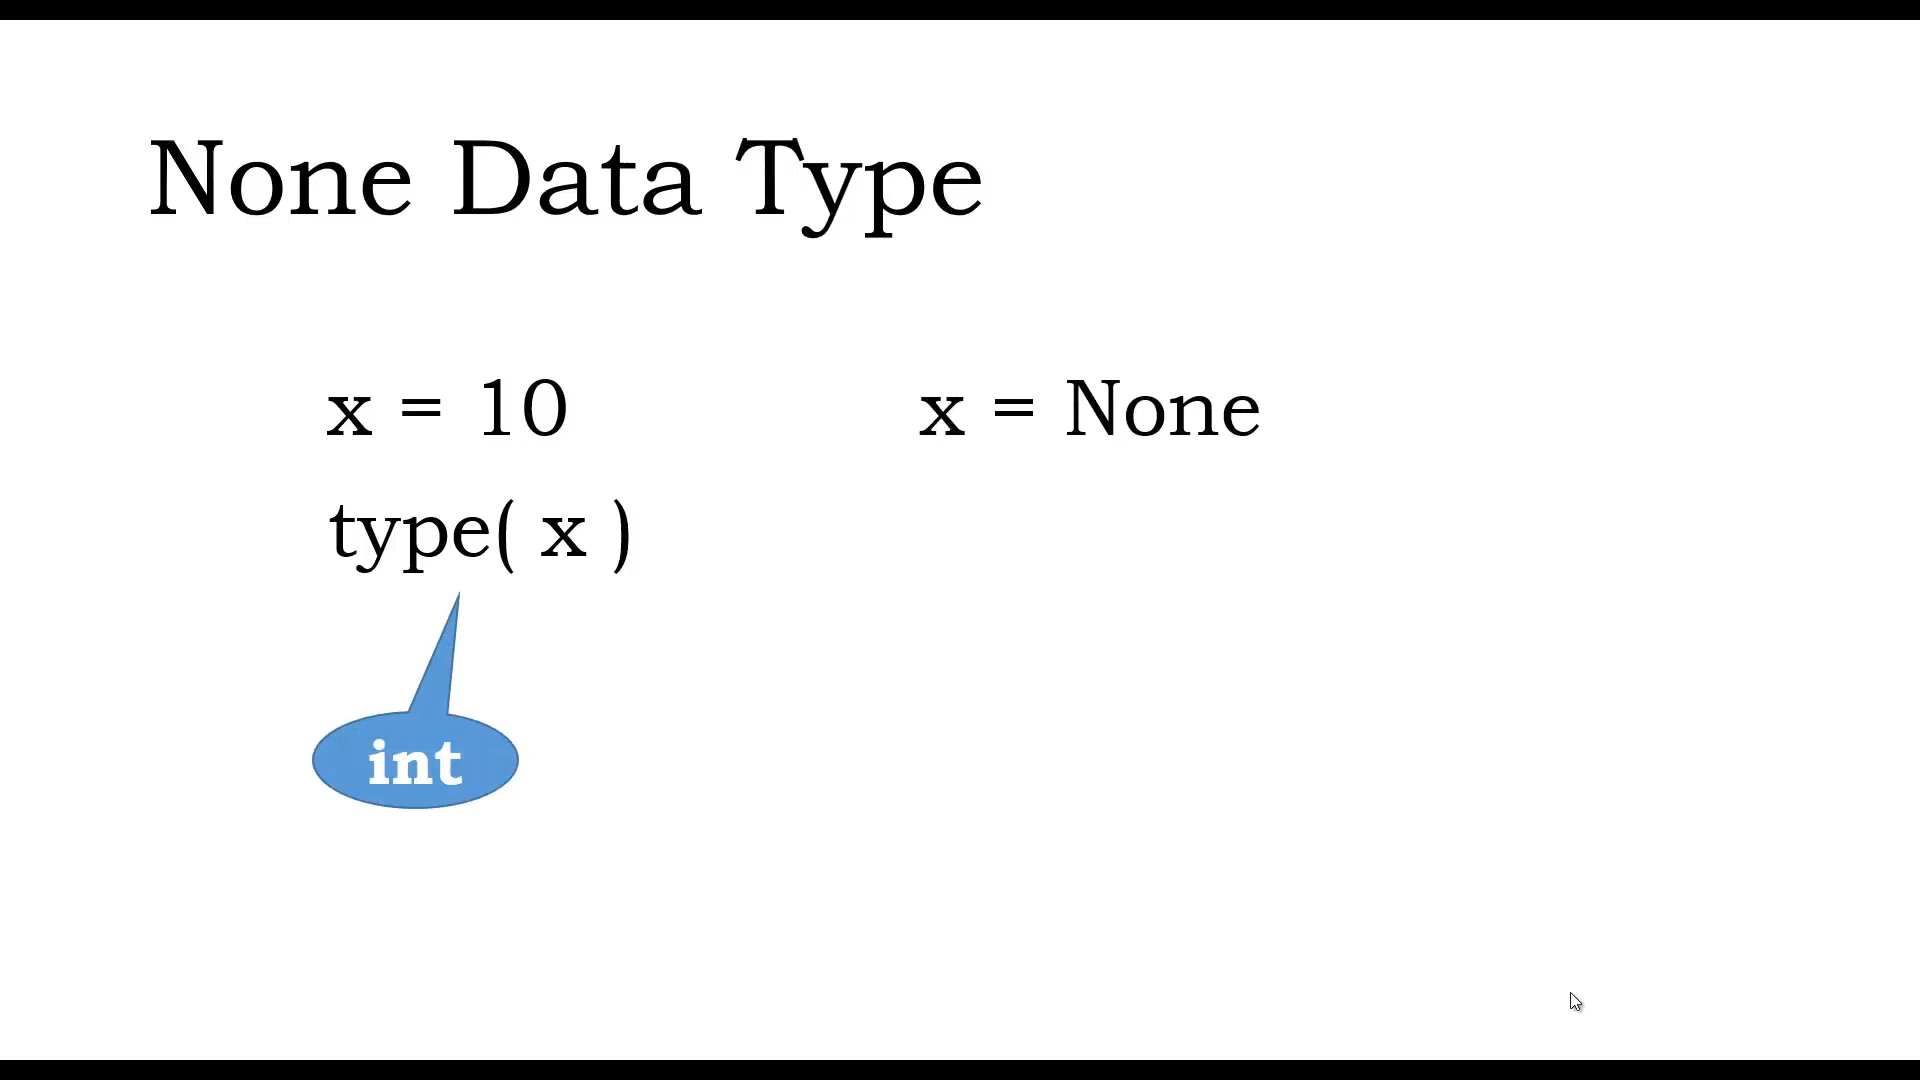 None Data Type
x = 10
type( x )
int
x = None